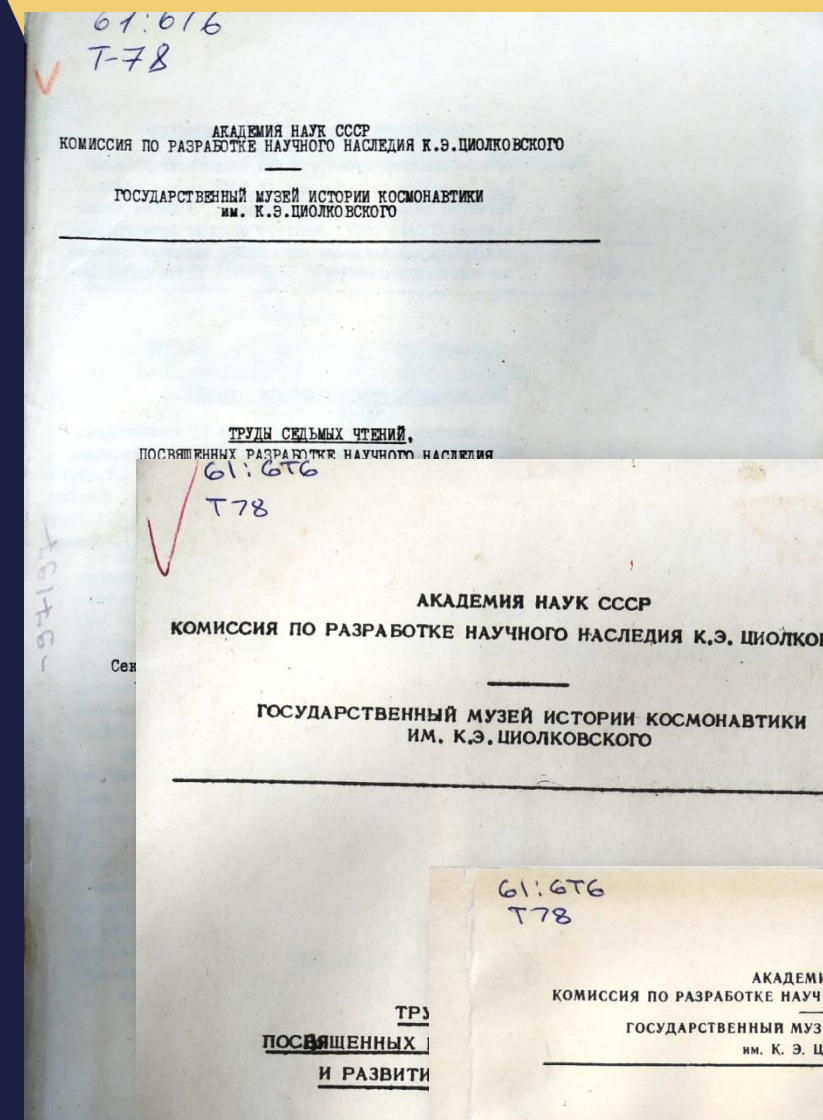 61:6Т6
Т-78
АКАДЕМИЯ НАУК СССР
КОМИССИЯ ПО РАЗРАБОТКЕ НАУЧНОГО НАСЛЕДИЯ К.Э.ЦИОЛКОВСКОГО
ГОСУДАРСТВЕННЫЙ МУЗЕЙ ИСТОРИИ КОСМОНАВТИКИ
им. К.Э.ЦИОЛКОВСКОГО
ТРУДЫ СЕДЬМЫХ ЧТЕНИЙ,
ПОСВЯЩЕННЫХ РАЗРАБОТКЕ НАУЧНОГО НАСЛЕДИЯ
Сек
61:6Т6
Т78
АКАДЕМИЯ НАУК СССР
КОМИССИЯ ПО РАЗРАБОТКЕ НАУЧНОГО НАСЛЕДИЯ К.Э. ЦИОЛКО
ГОСУДАРСТВЕННЫЙ МУЗЕЙ ИСТОРИИ КОСМОНАВТИКИ
ИМ. К.Э. ЦИОЛКОВСКОГО
ТРУ
ПОСВЯЩЕННЫХ
И РАЗВИТИ
61:6Т6
Т78
АКАДЕМИ
КОМИССИЯ ПО РАЗРАБОТКЕ НАУЧ
ГОСУДАРСТВЕННЫЙ МУЗ
им. К. Э. Ц